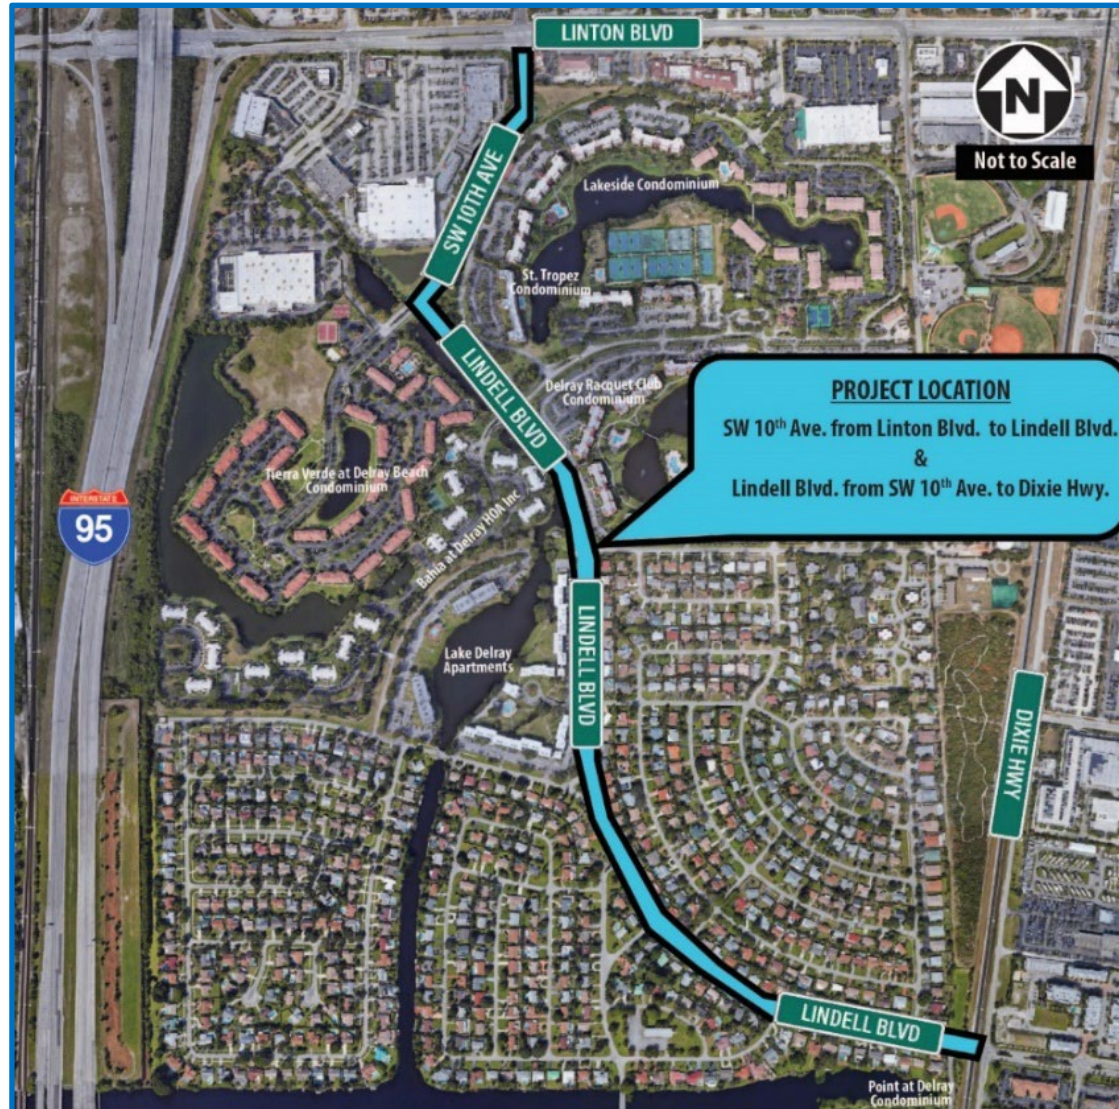 LINTON BLVD
N
Not to Scale
SW 10TH AVE
Lakeside Condominium
St. Tropez
Condominium
LINDELL BLVD
Delray Racquet Club
Condominium
PROJECT LOCATION
SW 10th Ave. from Linton Blvd. to Lindell Blvd.
&
Lindell Blvd. from SW 10th Ave. to Dixie Hwy.
Tierra Verde at Delray Beach
Condominium
INTERSTATE
95
Bahia at Delray HOA Inc
LINDELL BLVD
Lake Delray
Apartments
DIXIE HWY
LINDELL BLVD
Point at Delray
Condominium